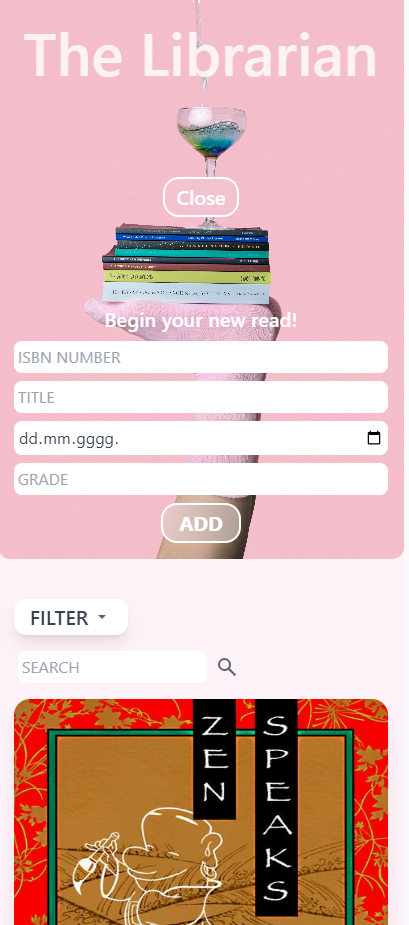 The Librarian
Close
Begin your new read!
ISBN NUMBER
TITLE
dd.mm.gggg.
GRADE
ADD
FILTER
SEARCH
ZEN
SPEAKS